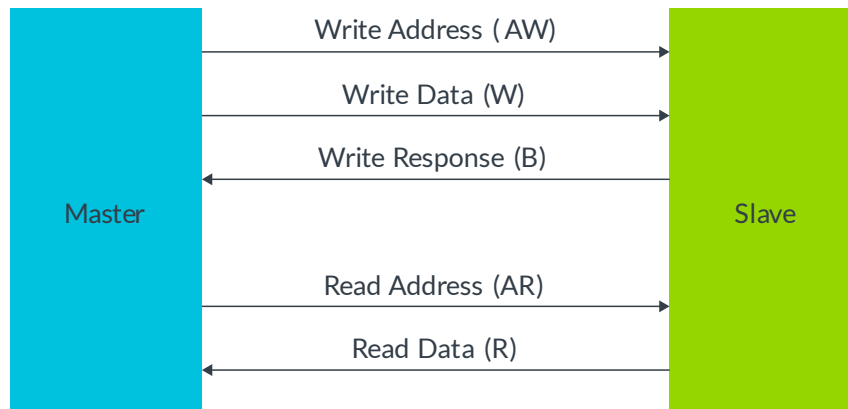 Write Address (AW)
Write Data (W)
Write Response (B)
Master
Slave
Read Address (AR)
Read Data (R)